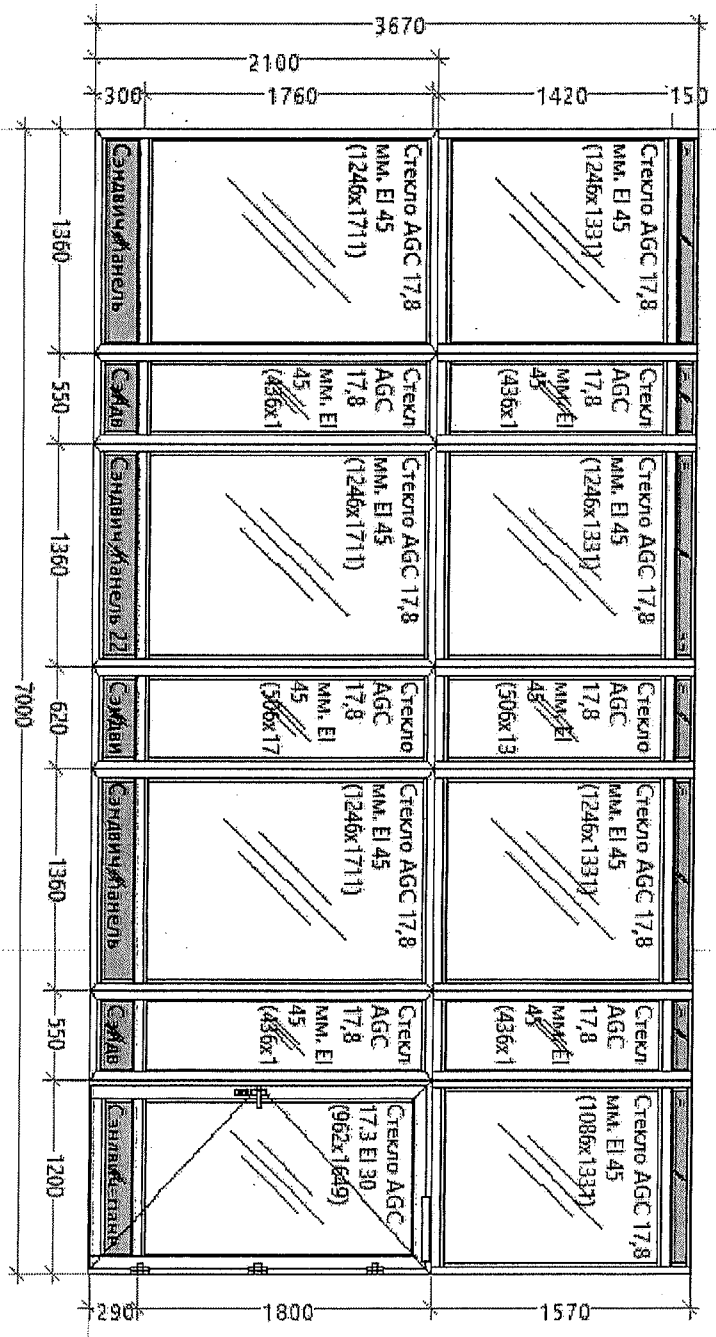 3670
2100
300
1760
1420
150
Стекло AGC 17,8
мм. EI 45
(1246x1331)
Стекл
AGC
17,8
мм. EI
45
(436x1
Стекло AGC 17,8
мм. EI 45
(1246x1331)
Стекло
AGC
17,8
мм. EI
45
(506x13
Стекло AGC 17,8
мм. EI 45
(1246x1331)
Стекл
AGC
17,8
мм. EI
45
(436x1
Стекло AGC 17,8
мм. EI 45
(1086x1331)
Стекло AGC 17,8
мм. EI 45
(1246x1711)
Стекл
AGC
17,8
мм. EI
45
(436x1
Стекло AGC 17,8
мм. EI 45
(1246x1711)
Стекло
AGC
17,8
мм. EI
45
(506x17
Стекло AGC 17,8
мм. EI 45
(1246x1711)
Стекл
AGC
17,8
мм. EI
45
(436x1
Стекло AGC
17.3 EI 30
(962x1649)
Сэндвич-панель
Сэндв
Сэндвич-панель 22
Сэндви
Сэндвич-панель
Сэндв
Сэндвич-пане
1360
550
1360
620
1360
550
1200
7000
290
1800
1570